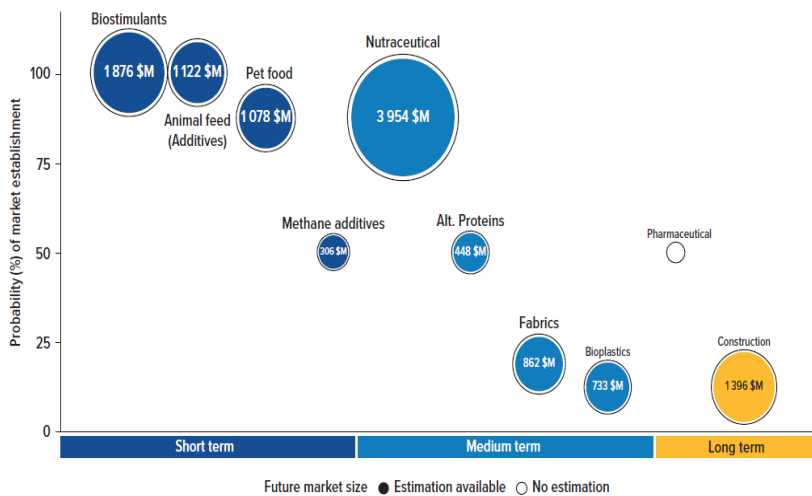 Biostimulants
1 876 $M
1 122 $M
Animal feed
(Additives)
Pet food
1 078 $M
Nutraceutical
3 954 $M
Methane additives
306 $M
Alt. Proteins
448 $M
Pharmaceutical
Fabrics
862 $M
Bioplastics
733 $M
Construction
1 396 $M
Probability (%) of market establishment
100
75
50
25
0
Short term
Medium term
Long term
Future market size Estimation available No estimation